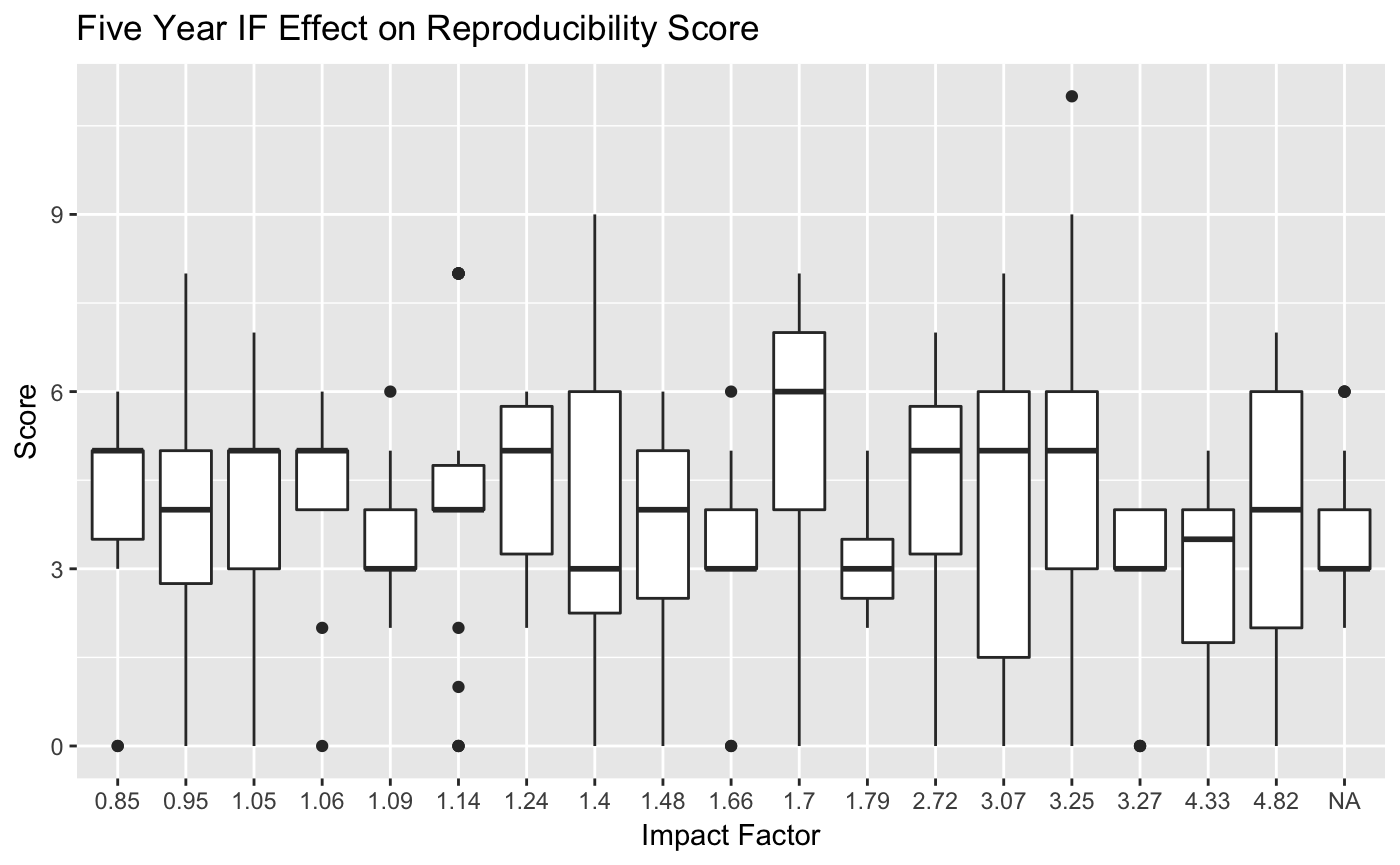 Five Year IF Effect on Reproducibility Score
Score
9
6
3
0
0.85 0.95 1.05 1.06 1.09 1.14 1.24 1.4 1.48 1.66 1.7 1.79 2.72 3.07 3.25 3.27 4.33 4.82 NA
Impact Factor